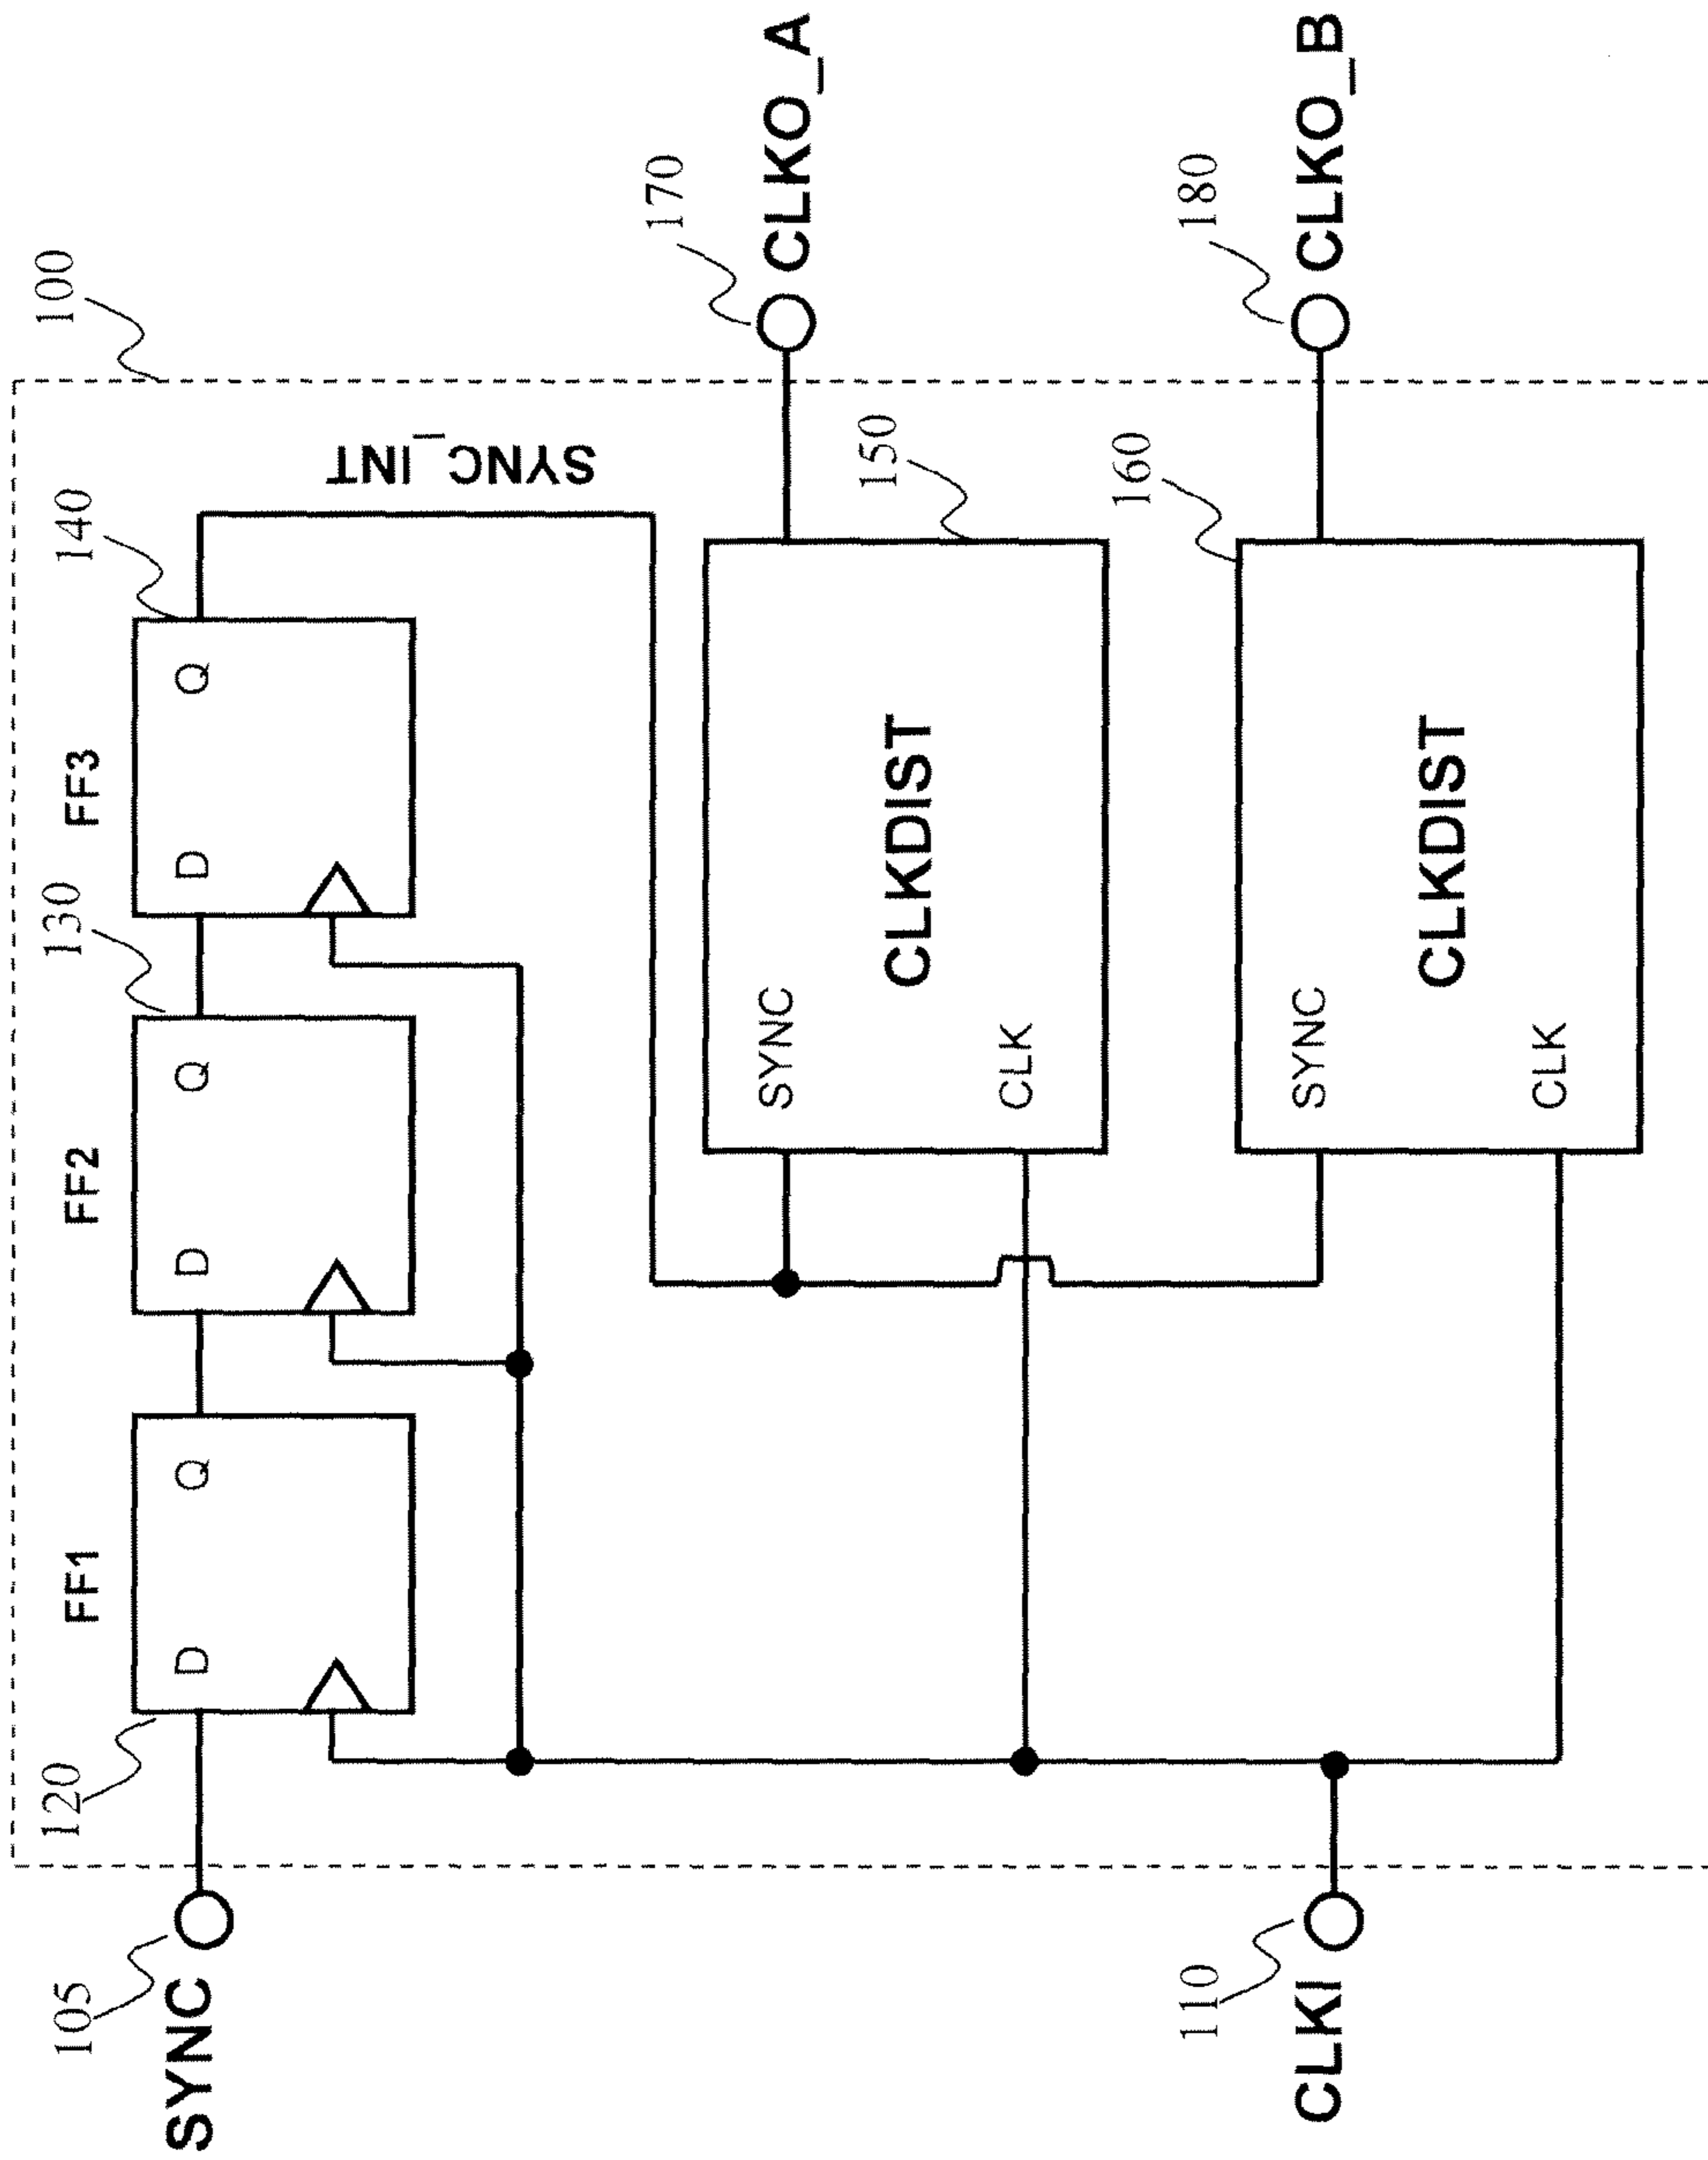 100
120
FF1
130
FF2
140
FF3
105
SYNC
D
Q
D
Q
D
Q
SYNC_INT
170
SYNC
CLKDIST
150
CLKO_A
CLK
110
160
180
CLKI
SYNC
CLKDIST
CLKO_B
CLK